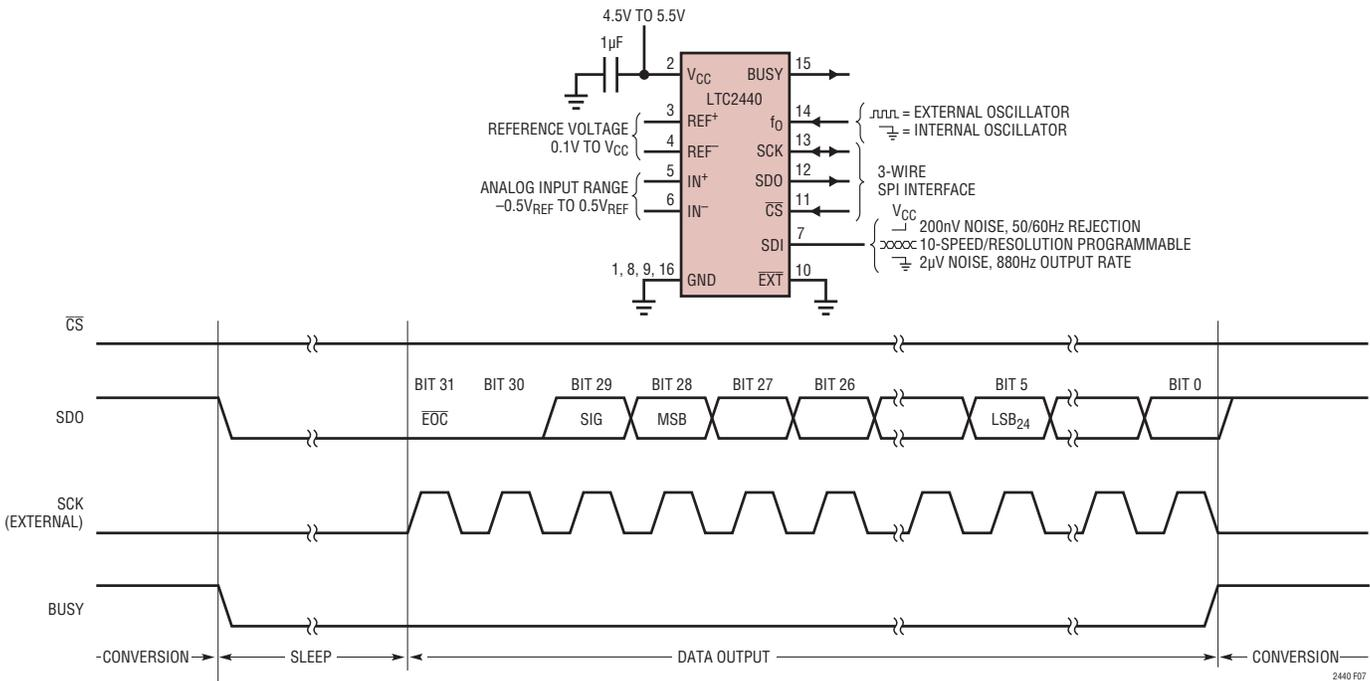 4.5V TO 5.5V
1µF
2
VCC
BUSY
15
LTC2440
3
REF+
REFERENCE VOLTAGE
0.1V TO VCC
4
REF–
fO
14
= EXTERNAL OSCILLATOR
= INTERNAL OSCILLATOR
SCK
13
5
IN+
ANALOG INPUT RANGE
–0.5VREF TO 0.5VREF
6
IN–
SDO
12
3-WIRE
SPI INTERFACE
CS
11
SDI
7
VCC
200nV NOISE, 50/60Hz REJECTION
10-SPEED/RESOLUTION PROGRAMMABLE
2µV NOISE, 880Hz OUTPUT RATE
1, 8, 9, 16
GND
EXT
10
CS
BIT 31 BIT 30 BIT 29 BIT 28 BIT 27 BIT 26 BIT 5 BIT 0
SDO
EOC SIG MSB LSB24
SCK
(EXTERNAL)
BUSY
CONVERSION SLEEP DATA OUTPUT CONVERSION
2440 F07